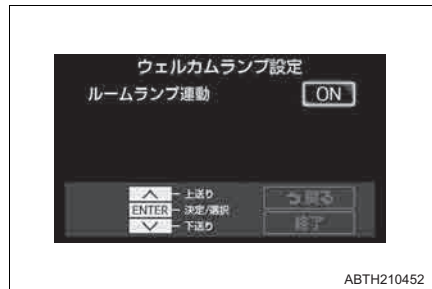 ウェルカムランプ設定
ルームランプ連動 ON
上送り
ENTER 決定/選択
下送り
戻る
終了
ABTH210452